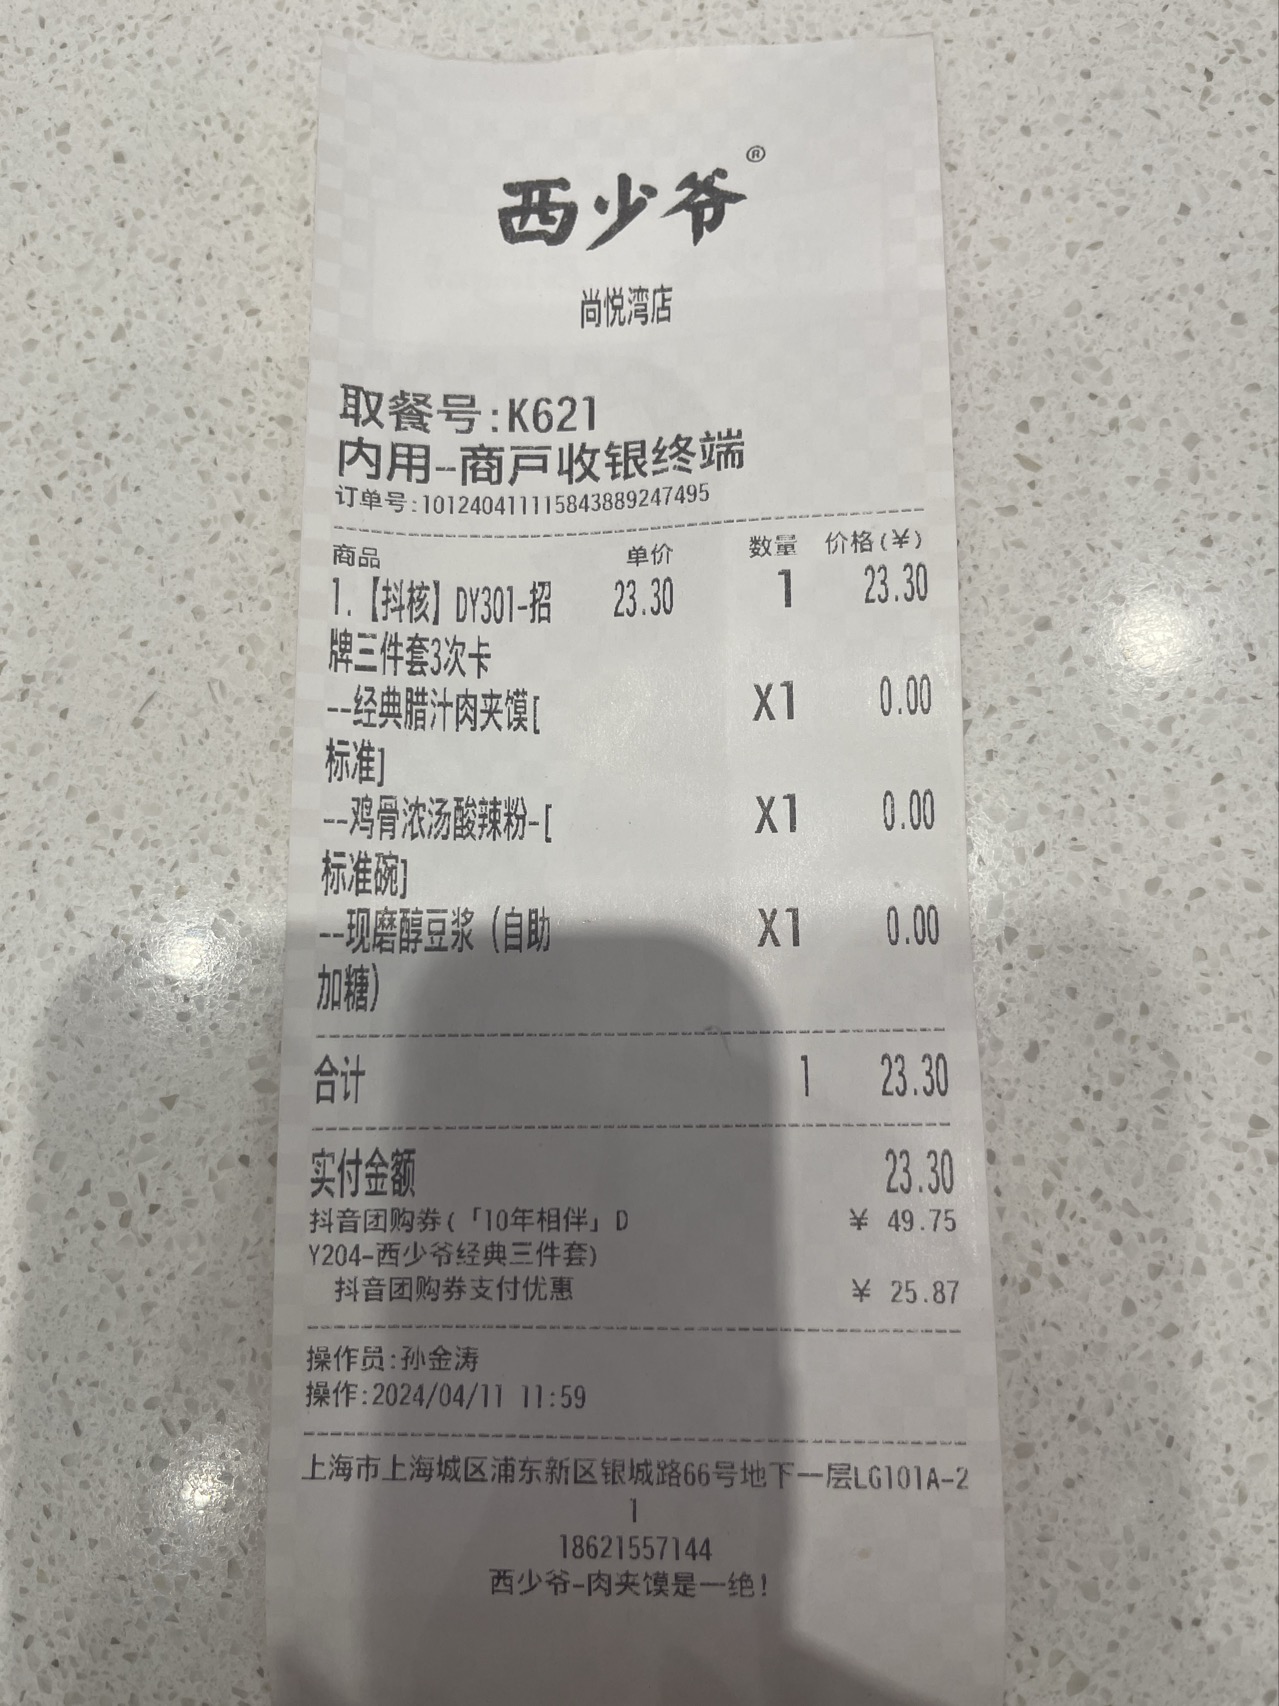 西少爷®
尚悦湾店
取餐号:K621
内用--商户收银终端
订单号:101240411115843889247495
商品 单价 数量 价格(¥)
1.【抖核】DY301-招 23.30 1 23.30
牌三件套3次卡
--经典腊汁肉夹馍[ X1 0.00
标准]
--鸡骨浓汤酸辣粉-[ X1 0.00
标准碗]
--现磨醇豆浆（自助 X1 0.00
加糖）
合计 1 23.30
实付金额 23.30
抖音团购券(「10年相伴」D ¥ 49.75
Y204-西少爷经典三件套)
抖音团购券支付优惠 ¥ 25.87
操作员:孙金涛
操作:2024/04/11 11:59
上海市上海城区浦东新区银城路66号地下一层LG101A-2
1
18621557144
西少爷-肉夹馍是一绝!